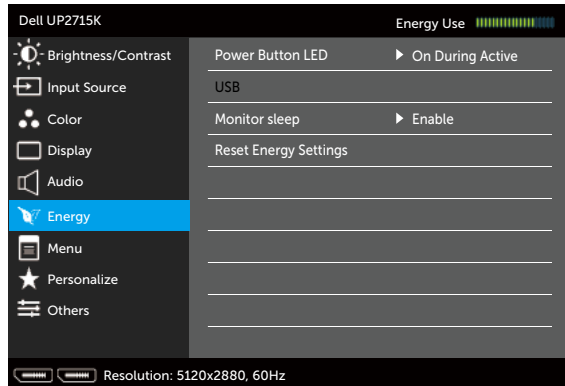 Dell UP2715K
Energy Use
Brightness/Contrast
Power Button LED
On During Active
Input Source
USB
Color
Monitor sleep
Enable
Display
Reset Energy Settings
Audio
Energy
Menu
Personalize
Others
Resolution: 5120x2880, 60Hz